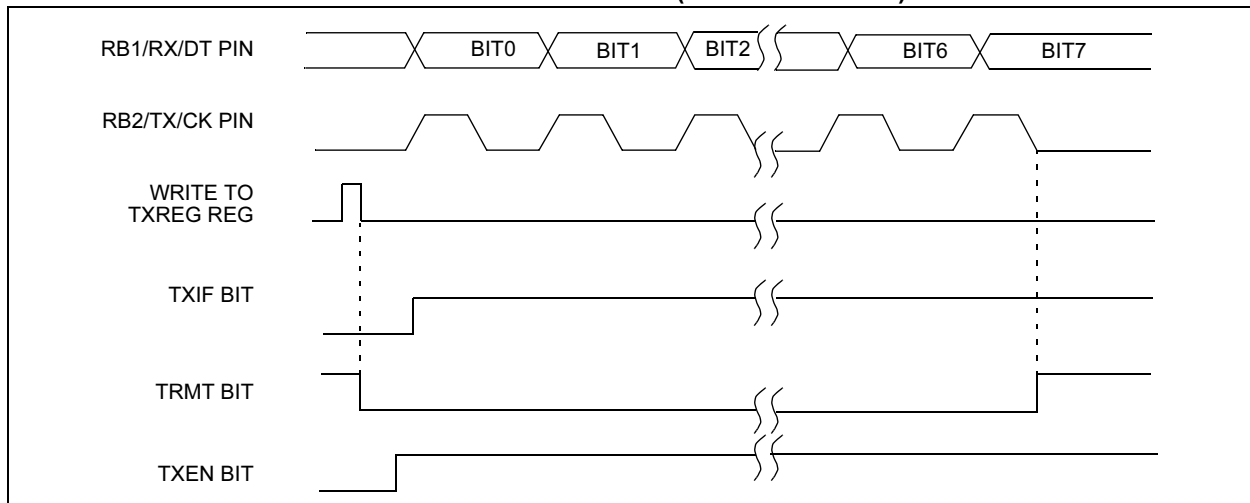 RB1/RX/DT PIN
BIT0 BIT1 BIT2 BIT6 BIT7
RB2/TX/CK PIN
WRITE TO
TXREG REG
TXIF BIT
TRMT BIT
TXEN BIT